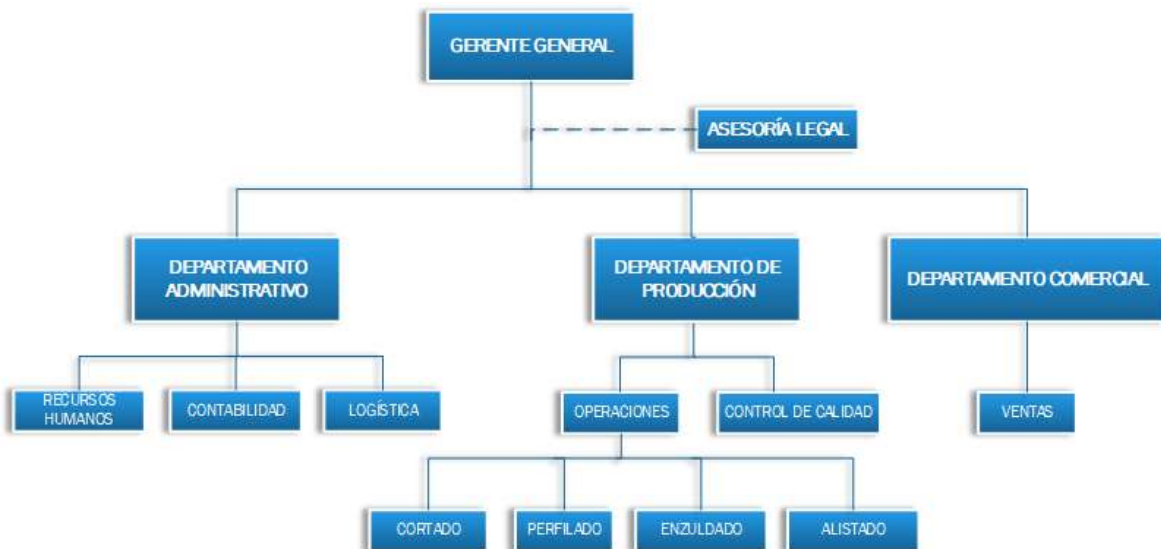 GERENTE GENERAL
ASESORÍA LEGAL
DEPARTAMENTO
ADMINISTRATIVO
DEPARTAMENTO DE
PRODUCCIÓN
DEPARTAMENTO COMERCIAL
RECURSOS
HUMANOS
CONTABILIDAD
LOGÍSTICA
OPERACIONES
CONTROL DE CALIDAD
VENTAS
CORTADO
PERFILADO
ENZULDADO
ALISTADO